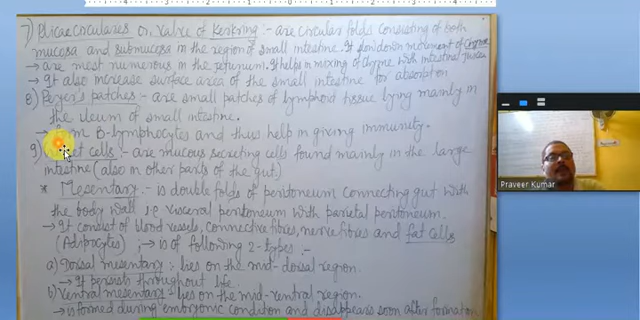 7) Plicae circulares or valve of Kerkring :- are circular folds consisting of both
mucosa and submucosa in the region of small intestine. It slow down movement of chyme
→ are most numerous in the jejunum. It helps in mixing of chyme with intestinal juices
→ It also increase surface area of the small intestine for absorption
8) Peyer's patches :- are small patches of lymphoid tissue lying mainly in
the ileum of small intestine.
→ m B-lymphocytes and thus help in giving immunity.
9) et cells :- are mucous secreting cells found mainly in the large
intestine (also in other parts of the gut)
* Mesentary :- is double folds of peritoneum connecting gut with
the body wall i.e visceral peritoneum with parietal peritoneum.
→ It consist of blood vessels, connective fibres, nerve fibres and fat cells
(Adipocytes) ;→ is of following 2-types :-
a) Dorsal mesentary :- lies on the mid-dorsal region.
→ It persists throughout life.
b) Ventral mesentary :- lies on the mid-ventral region.
→ is formed during embryonic condition and disappears soon after formation
Praveer Kumar